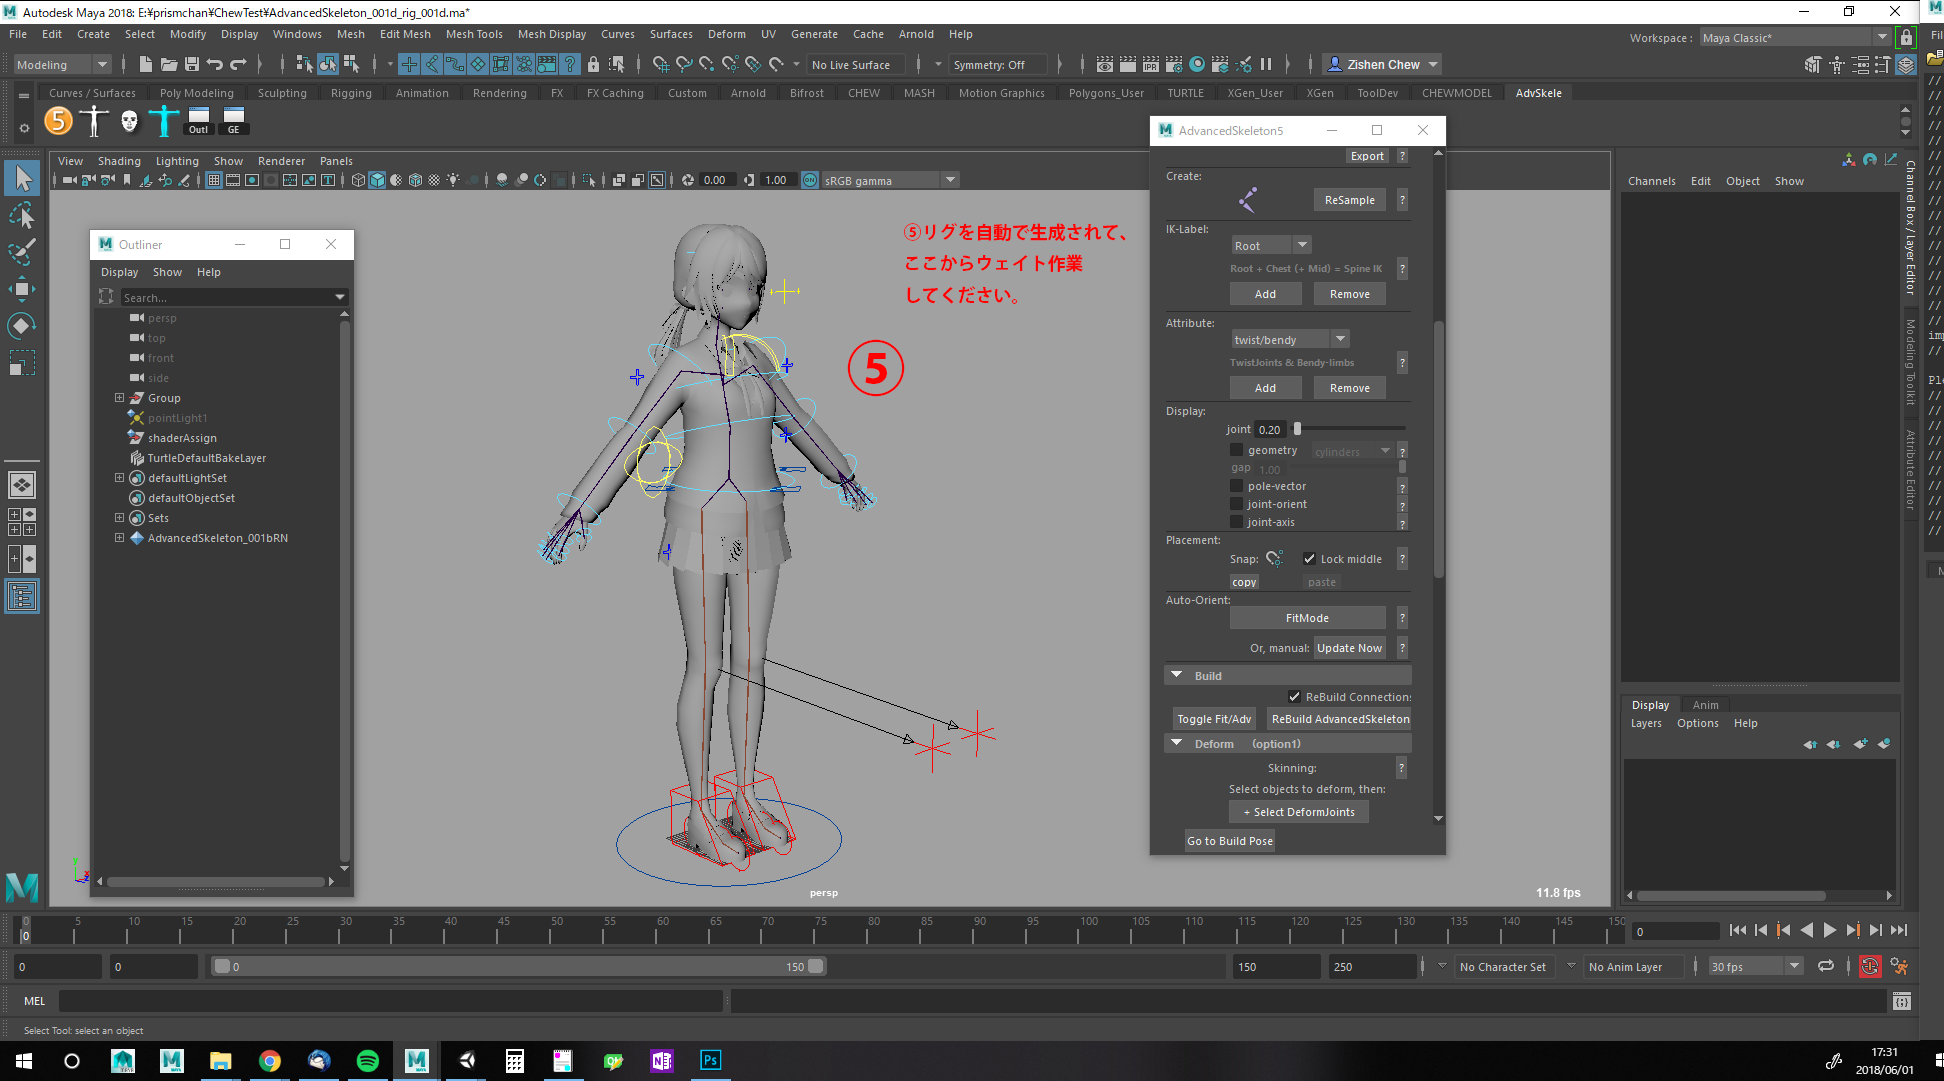 Autodesk Maya 2018: E:¥prismchan¥ChewTest¥AdvancedSkeleton_001d_rig_001d.ma*
File Edit Create Select Modify Display Windows Mesh Edit Mesh Mesh Tools Mesh Display Curves Surfaces Deform UV Generate Cache Arnold Help
Workspace : Maya Classic*
Modeling
No Live Surface
Symmetry: Off
IPR
Zishen Chew
Curves / Surfaces Poly Modeling Sculpting Rigging Animation Rendering FX FX Caching Custom Arnold Bifrost CHEW MASH Motion Graphics Polygons_User TURTLE XGen_User XGen ToolDev CHEWMODEL AdvSkele
5 Outl GE
View Shading Lighting Show Renderer Panels
0.00 1.00 ON sRGB gamma
Outliner
Display Show Help
Search...
persp
top
front
side
Group
pointLight1
shaderAssign
TurtleDefaultBakeLayer
defaultLightSet
defaultObjectSet
Sets
AdvancedSkeleton_001bRN
⑤リグを自動で生成されて、
ここからウェイト作業
してください。
⑤
persp
11.8 fps
AdvancedSkeleton5
Export ?
Create:
ReSample ?
IK-Label:
Root
Root + Chest (+ Mid) = Spine IK ?
Add Remove
Attribute:
twist/bendy
TwistJoints & Bendy-limbs ?
Add Remove
Display:
joint 0.20
geometry cylinders ?
gap 1.00
pole-vector ?
joint-orient ?
joint-axis ?
Placement:
Snap: Lock middle ?
copy paste
Auto-Orient:
FitMode ?
Or, manual: Update Now ?
Build
ReBuild Connections
Toggle Fit/Adv ReBuild AdvancedSkeleton
Deform (option1)
Skinning: ?
Select objects to deform, then:
+ Select DeformJoints
Go to Build Pose
Channels Edit Object Show
Channel Box / Layer Editor
Modeling Toolkit
Attribute Editor
Display Anim
Layers Options Help
0 5 10 15 20 25 30 35 40 45 50 55 60 65 70 75 80 85 90 95 100 105 110 115 120 125 130 135 140 145 150
0
0
0 0 0 150 150 250 No Character Set No Anim Layer 30 fps
MEL
Select Tool: select an object
17:31
2018/06/01